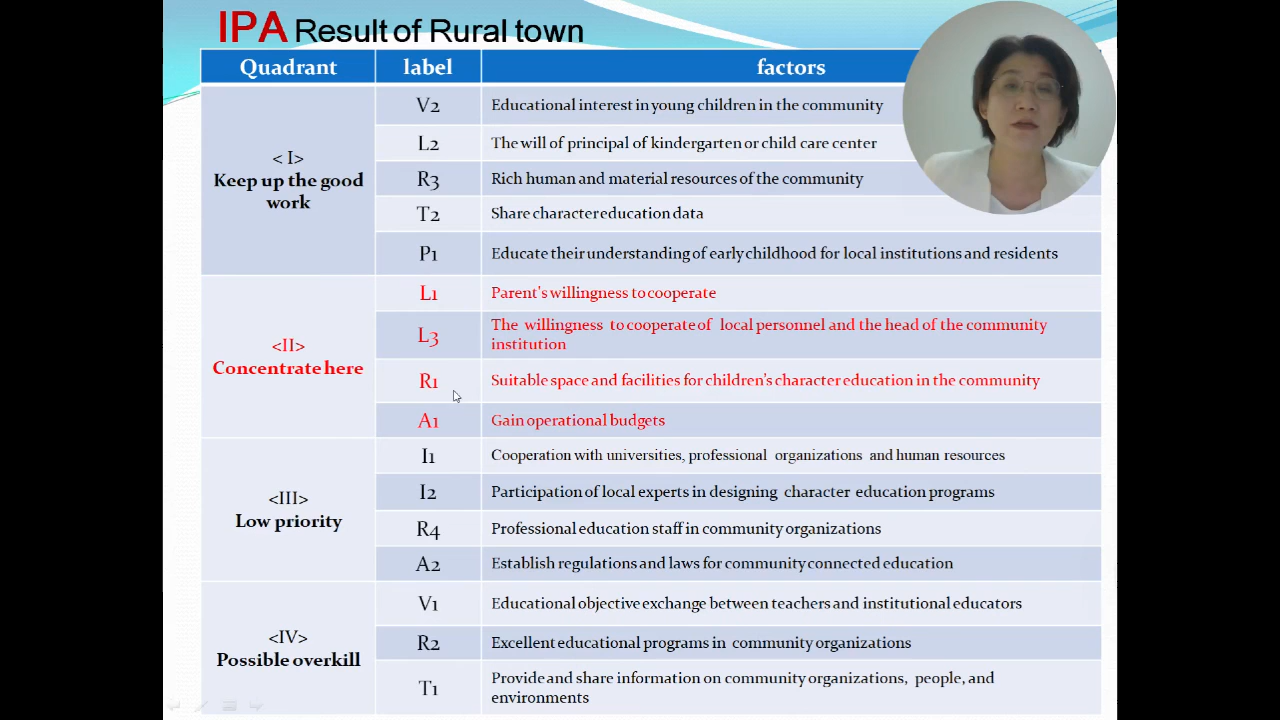 IPA Result of Rural town
Quadrant label factors
< I>
Keep up the good
work
V2 Educational interest in young children in the community
L2 The will of principal of kindergarten or child care center
R3 Rich human and material resources of the community
T2 Share character education data
P1 Educate their understanding of early childhood for local institutions and residents
<II>
Concentrate here
L1 Parent's willingness to cooperate
L3 The willingness to cooperate of local personnel and the head of the community
institution
R1 Suitable space and facilities for children's character education in the community
A1 Gain operational budgets
<III>
Low priority
I1 Cooperation with universities, professional organizations and human resources
I2 Participation of local experts in designing character education programs
R4 Professional education staff in community organizations
A2 Establish regulations and laws for community connected education
<IV>
Possible overkill
V1 Educational objective exchange between teachers and institutional educators
R2 Excellent educational programs in community organizations
T1 Provide and share information on community organizations, people, and
environments